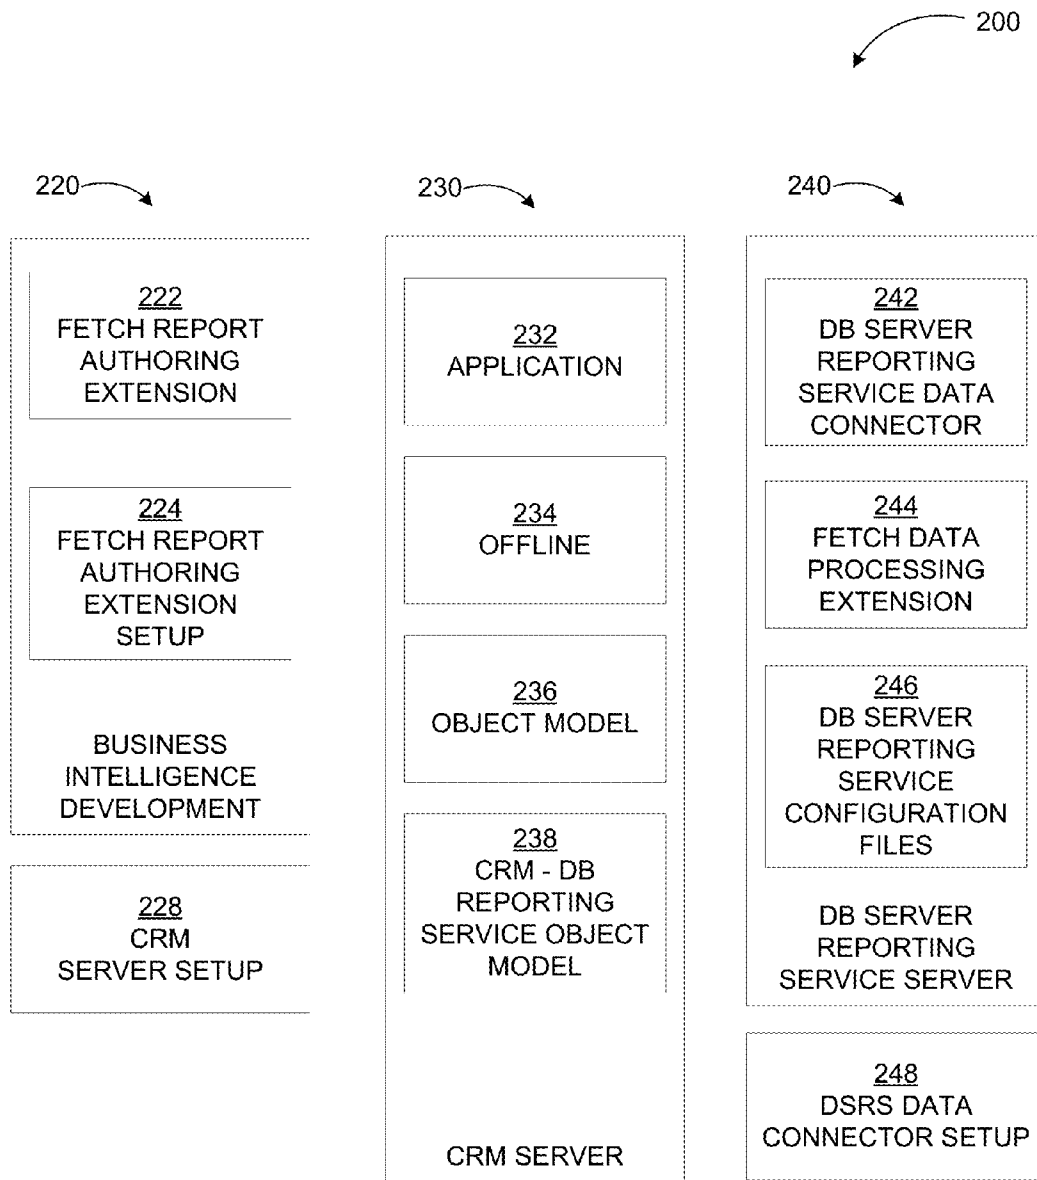 200
220
230
240
222
FETCH REPORT
AUTHORING
EXTENSION
224
FETCH REPORT
AUTHORING
EXTENSION
SETUP
BUSINESS
INTELLIGENCE
DEVELOPMENT
228
CRM
SERVER SETUP
232
APPLICATION
234
OFFLINE
236
OBJECT MODEL
238
CRM - DB
REPORTING
SERVICE OBJECT
MODEL
CRM SERVER
242
DB SERVER
REPORTING
SERVICE DATA
CONNECTOR
244
FETCH DATA
PROCESSING
EXTENSION
246
DB SERVER
REPORTING
SERVICE
CONFIGURATION
FILES
DB SERVER
REPORTING
SERVICE SERVER
248
DSRS DATA
CONNECTOR SETUP